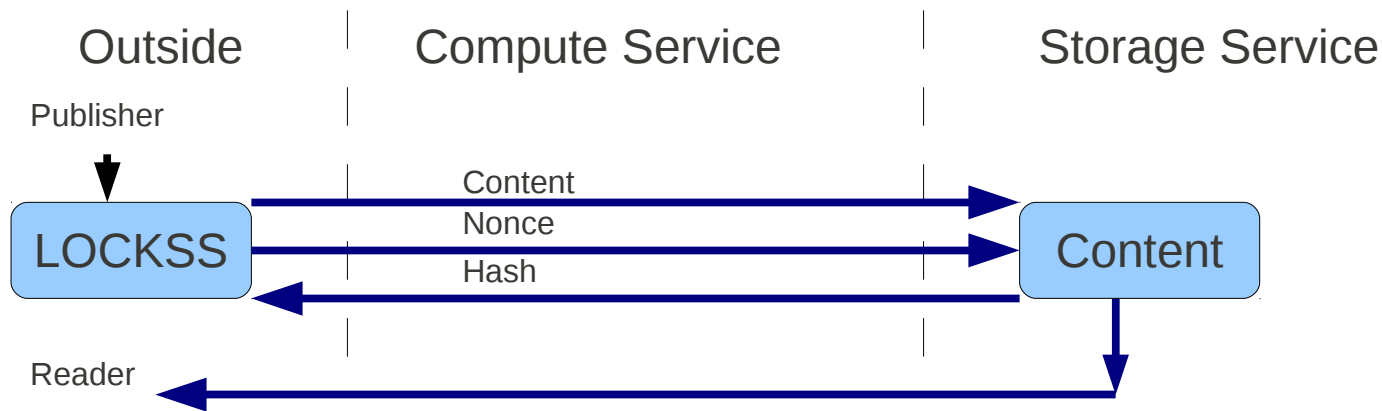 Outside
Compute Service
Storage Service
Publisher
Content
Nonce
Hash
LOCKSS
Content
Reader